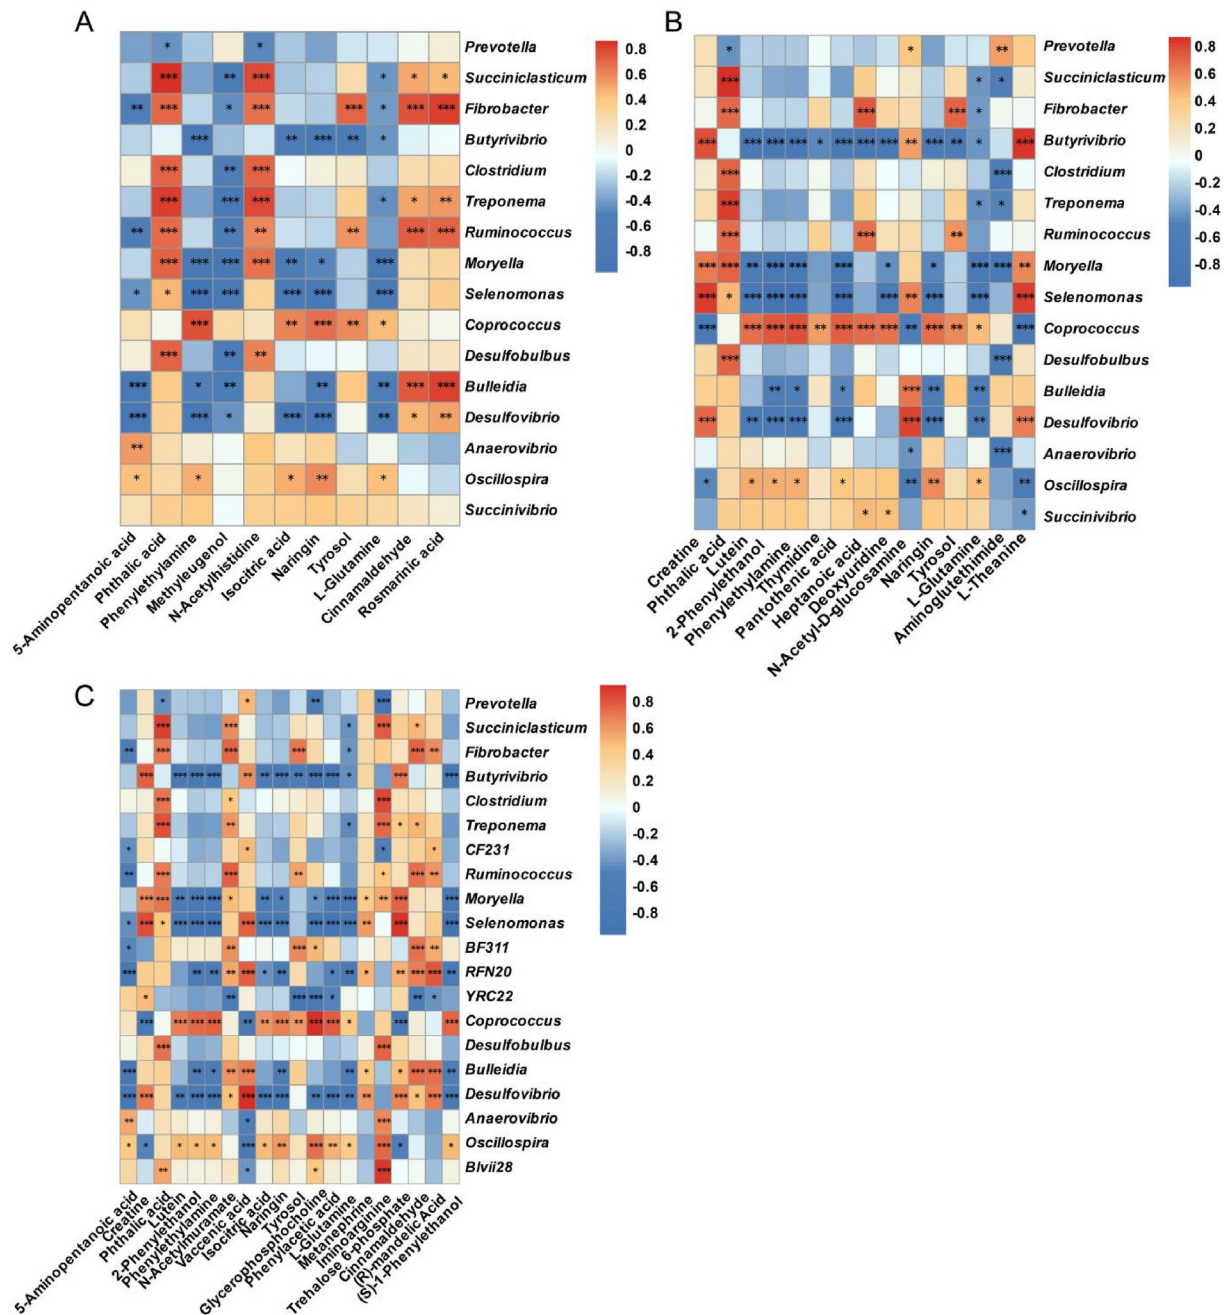 A
Prevotella
Succiniclasticum
Fibrobacter
Butyrivibrio
Clostridium
Treponema
Ruminococcus
Moryella
Selenomonas
Coprococcus
Desulfobulbus
Bulleidia
Desulfovibrio
Anaerovibrio
Oscillospira
Succinivibrio
0.8
0.6
0.4
0.2
0
-0.2
-0.4
-0.6
-0.8
5-Aminopentanoic acid
Phthalic acid
Phenylethylamine
Methyleugenol
N-Acetylhistidine
Isocitric acid
Naringin
Tyrosol
L-Glutamine
Cinnamaldehyde
Rosmarinic acid
B
Prevotella
Succiniclasticum
Fibrobacter
Butyrivibrio
Clostridium
Treponema
Ruminococcus
Moryella
Selenomonas
Coprococcus
Desulfobulbus
Bulleidia
Desulfovibrio
Anaerovibrio
Oscillospira
Succinivibrio
0.8
0.6
0.4
0.2
0
-0.2
-0.4
-0.6
-0.8
Creatine
Phthalic acid
Lutein
2-Phenylethanol
Phenylethylamine
Thymidine
Pantothenic acid
Heptanoic acid
Deoxyuridine
N-Acetyl-D-glucosamine
Naringin
Tyrosol
L-Glutamine
Aminoglutethimide
L-Theanine
C
Prevotella
Succiniclasticum
Fibrobacter
Butyrivibrio
Clostridium
Treponema
CF231
Ruminococcus
Moryella
Selenomonas
BF311
RFN20
YRC22
Coprococcus
Desulfobulbus
Bulleidia
Desulfovibrio
Anaerovibrio
Oscillospira
Blvii28
0.8
0.6
0.4
0.2
0
-0.2
-0.4
-0.6
-0.8
5-Aminopentanoic acid
Creatine
Phthalic acid
Lutein
2-Phenylethanol
Phenylethylamine
N-Acetylmuramate
Vaccenic acid
Isocitric acid
Naringin
Tyrosol
Glycerophosphocholine
Phenylacetic acid
L-Glutamine
Metanephrine
Iminoarginine
Trehalose 6-phosphate
Cinnamaldehyde
(R)-mandelic Acid
(S)-1-Phenylethanol